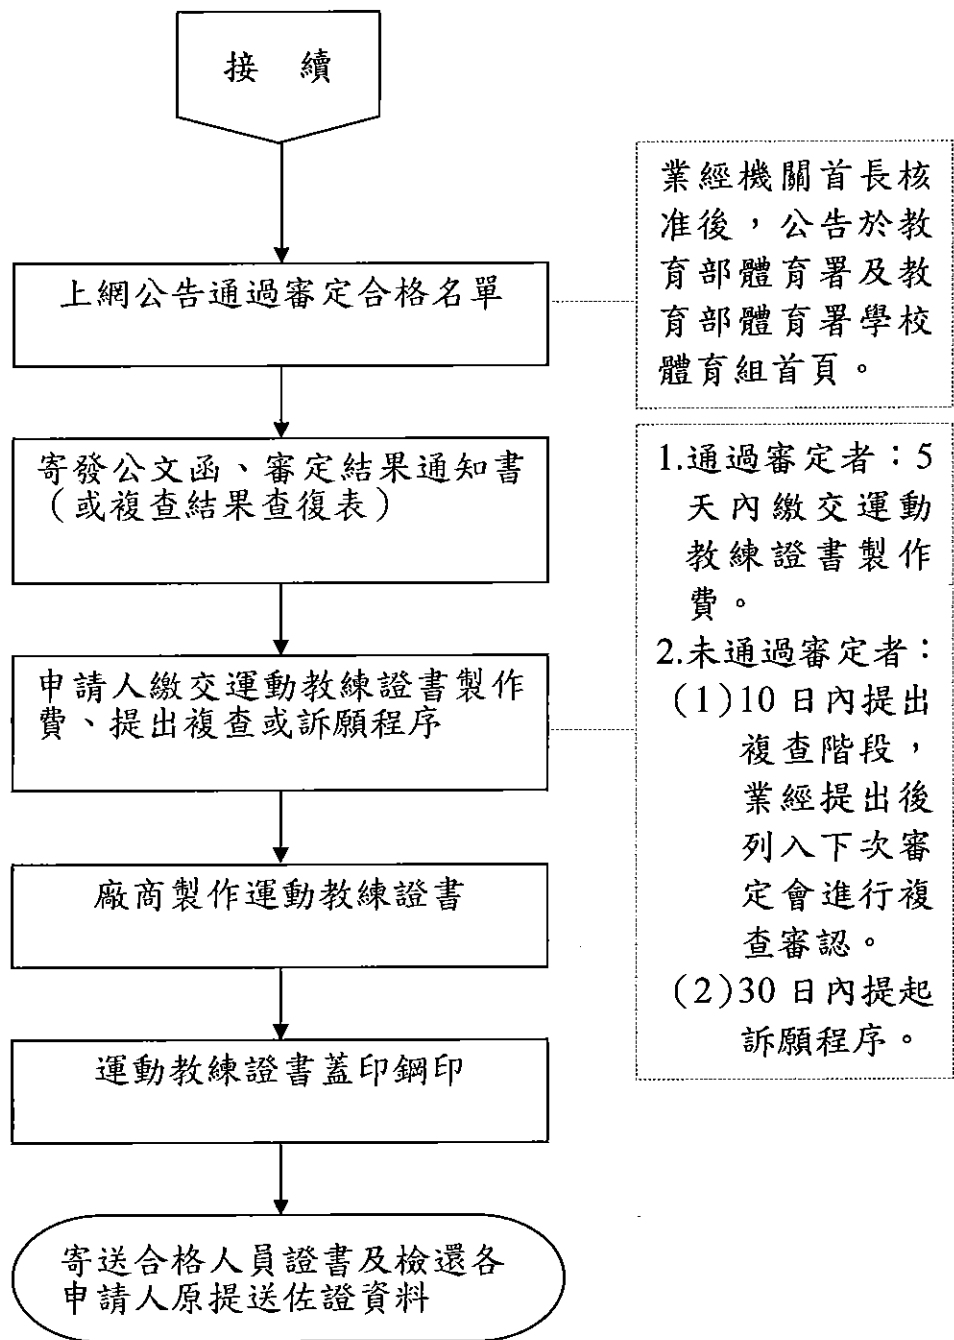 接 續
上網公告通過審定合格名單
業經機關首長核
准後，公告於教
育部體育署及教
育部體育署學校
體育組首頁。
寄發公文函、審定結果通知書
（或複查結果查復表）
申請人繳交運動教練證書製作
費、提出複查或訴願程序
1.通過審定者：5
天內繳交運動
教練證書製作
費。
2.未通過審定者：
(1)10 日內提出
複查階段，
業經提出後
列入下次審
定會進行複
查審認。
(2)30 日內提起
訴願程序。
廠商製作運動教練證書
運動教練證書蓋印鋼印
寄送合格人員證書及檢還各
申請人原提送佐證資料